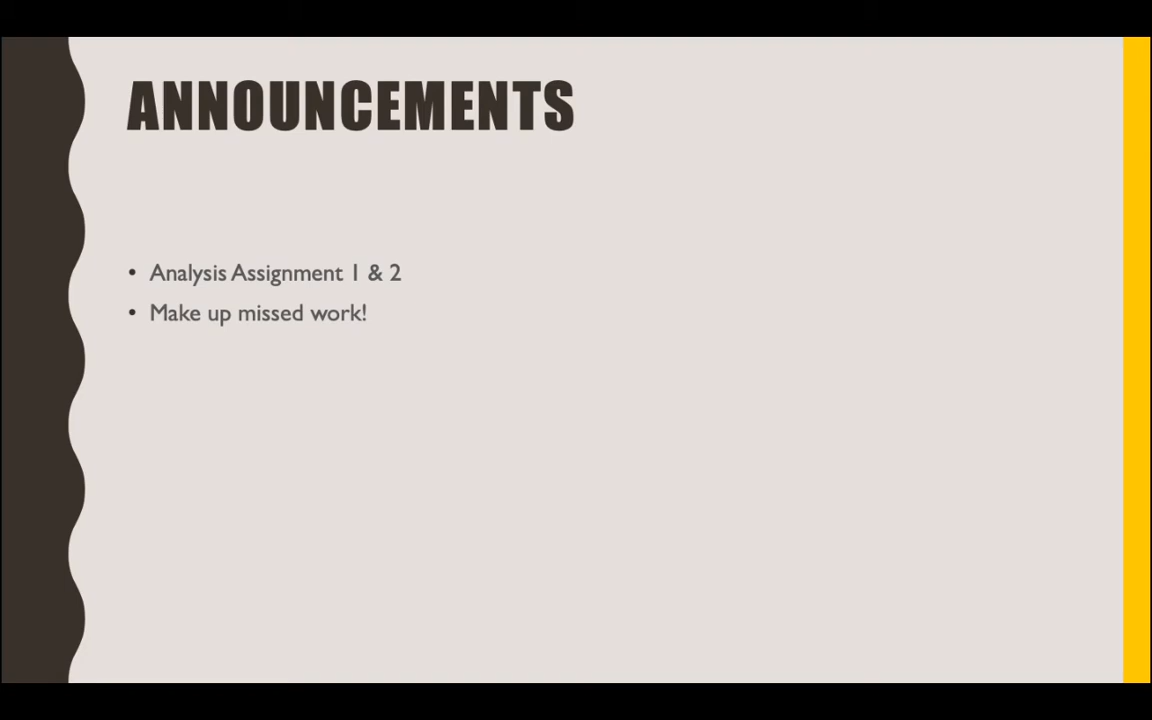 ANNOUNCEMENTS
• Analysis Assignment 1 & 2
• Make up missed work!